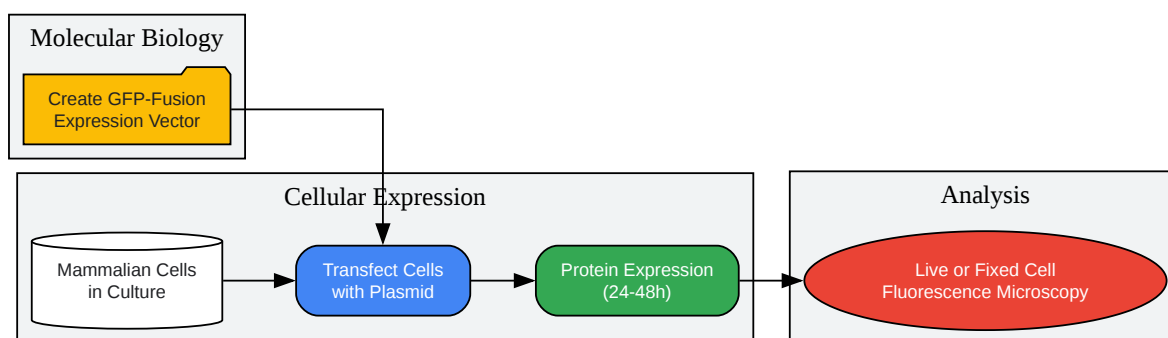 Molecular Biology
Create GFP-Fusion
Expression Vector
Cellular Expression
Mammalian Cells
in Culture
Transfect Cells
with Plasmid
Protein Expression
(24-48h)
Analysis
Live or Fixed Cell
Fluorescence Microscopy